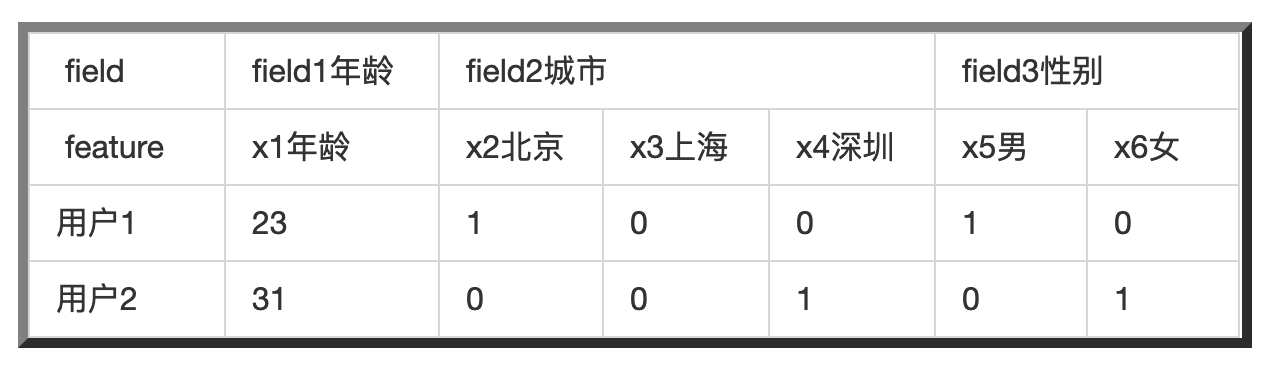 field field1年龄 field2城市 field3性别
feature x1年龄 x2北京 x3上海 x4深圳 x5男 x6女
用户1 23 1 0 0 1 0
用户2 31 0 0 1 0 1